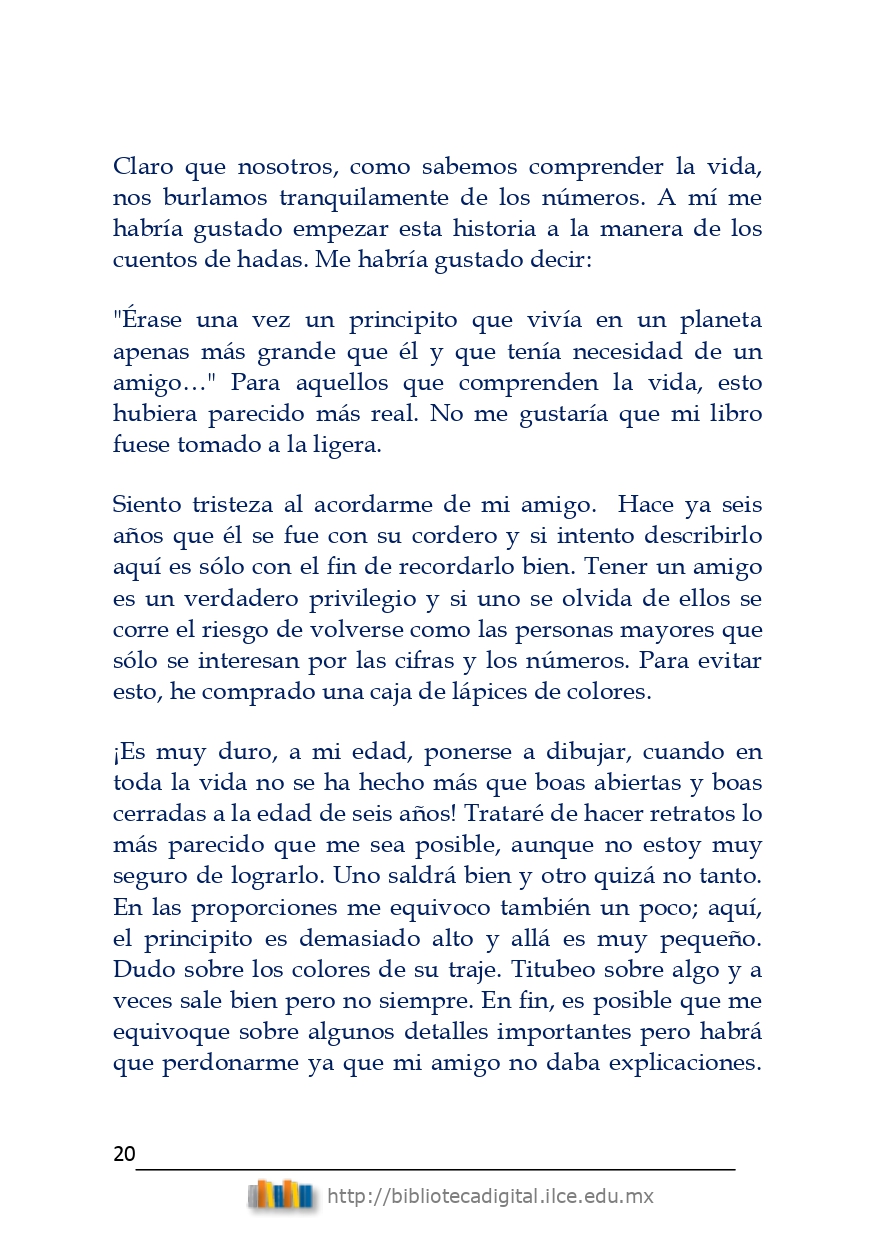 Claro que nosotros, como sabemos comprender la vida,
nos burlamos tranquilamente de los números. A mí me
habría gustado empezar esta historia a la manera de los
cuentos de hadas. Me habría gustado decir:
"Érase una vez un principito que vivía en un planeta
apenas más grande que él y que tenía necesidad de un
amigo…" Para aquellos que comprenden la vida, esto
hubiera parecido más real. No me gustaría que mi libro
fuese tomado a la ligera.
Siento tristeza al acordarme de mi amigo.  Hace ya seis
años que él se fue con su cordero y si intento describirlo
aquí es sólo con el fin de recordarlo bien. Tener un amigo
es un verdadero privilegio y si uno se olvida de ellos se
corre el riesgo de volverse como las personas mayores que
sólo se interesan por las cifras y los números. Para evitar
esto, he comprado una caja de lápices de colores.
¡Es muy duro, a mi edad, ponerse a dibujar, cuando en
toda la vida no se ha hecho más que boas abiertas y boas
cerradas a la edad de seis años! Trataré de hacer retratos lo
más parecido que me sea posible, aunque no estoy muy
seguro de lograrlo. Uno saldrá bien y otro quizá no tanto.
En las proporciones me equivoco también un poco; aquí,
el principito es demasiado alto y allá es muy pequeño.
Dudo sobre los colores de su traje. Titubeo sobre algo y a
veces sale bien pero no siempre. En fin, es posible que me
equivoque sobre algunos detalles importantes pero habrá
que perdonarme ya que mi amigo no daba explicaciones.
20
http://bibliotecadigital.ilce.edu.mx